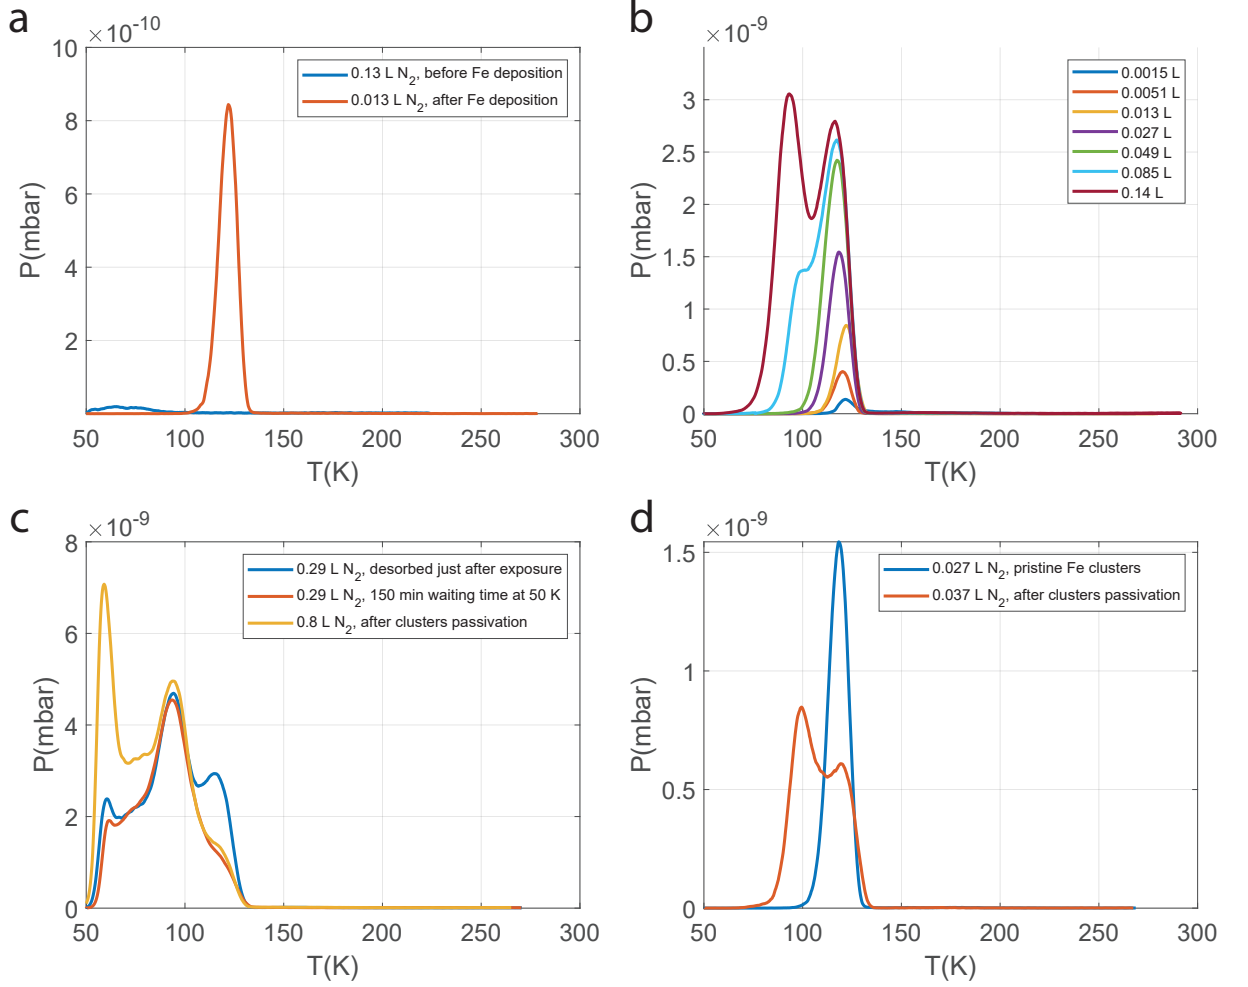 a
×10-10
10
8
6
4
2
50 100 150 200 250 300
P(mbar)
T(K)
0.13 L N2, before Fe deposition
0.013 L N2, after Fe deposition
b
×10-9
3
2.5
2
1.5
1
0.5
0
50 100 150 200 250 300
P(mbar)
T(K)
0.0015 L
0.0051 L
0.013 L
0.027 L
0.049 L
0.085 L
0.14 L
c
×10-9
8
6
4
2
0
50 100 150 200 250 300
P(mbar)
T(K)
0.29 L N2, desorbed just after exposure
0.29 L N2, 150 min waiting time at 50 K
0.8 L N2, after clusters passivation
d
×10-9
1.5
1
0.5
0
50 100 150 200 250 300
P(mbar)
T(K)
0.027 L N2, pristine Fe clusters
0.037 L N2, after clusters passivation